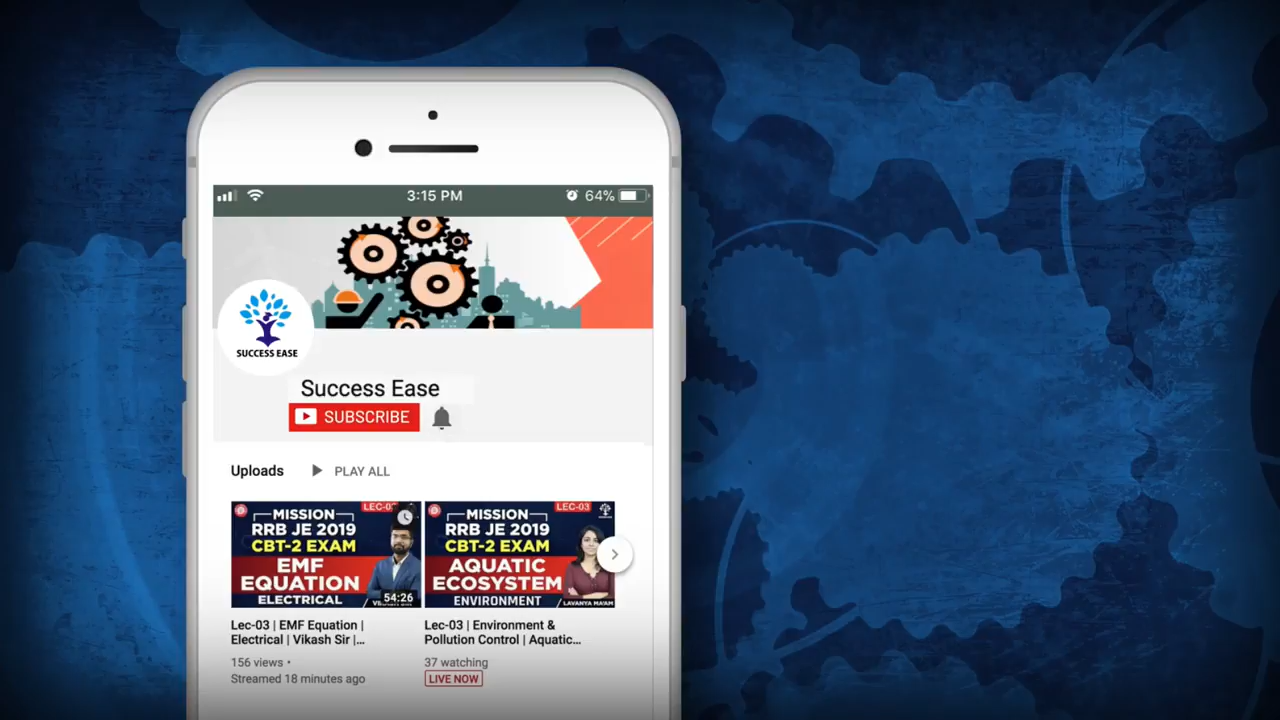 3:15 PM
64%
SUCCESS EASE
Success Ease
SUBSCRIBE
Uploads
PLAY ALL
LEC-0
MISSION
RRB JE 2019
CBT-2 EXAM
EMF
EQUATION
ELECTRICAL
54:26
LEC-03
MISSION
RRB JE 2019
CBT-2 EXAM
AQUATIC
ECOSYSTEM
ENVIRONMENT
LAVANYA MA'AM
Lec-03 | EMF Equation |
Electrical | Vikash Sir |...
156 views •
Streamed 18 minutes ago
Lec-03 | Environment &
Pollution Control | Aquatic...
37 watching
LIVE NOW